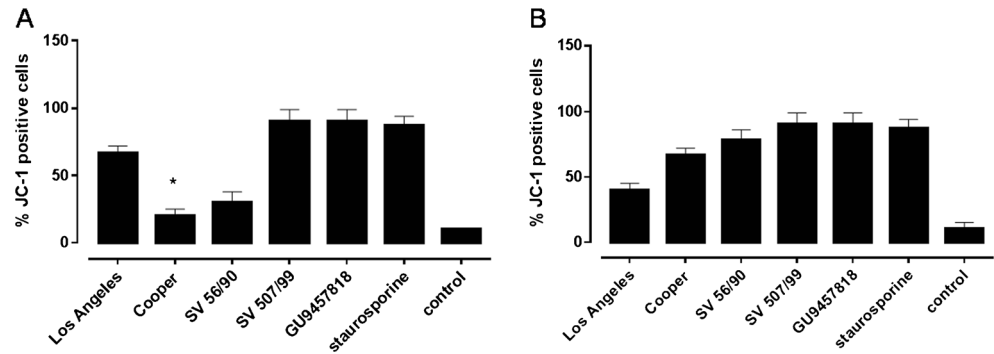 A
% JC-1 positive cells
150
100
50
0
*
Los Angeles
Cooper
SV 56/90
SV 507/99
GU9457818
staurosporine
control
B
% JC-1 positive cells
150
100
50
0
Los Angeles
Cooper
SV 56/90
SV 507/99
GU9457818
staurosporine
control